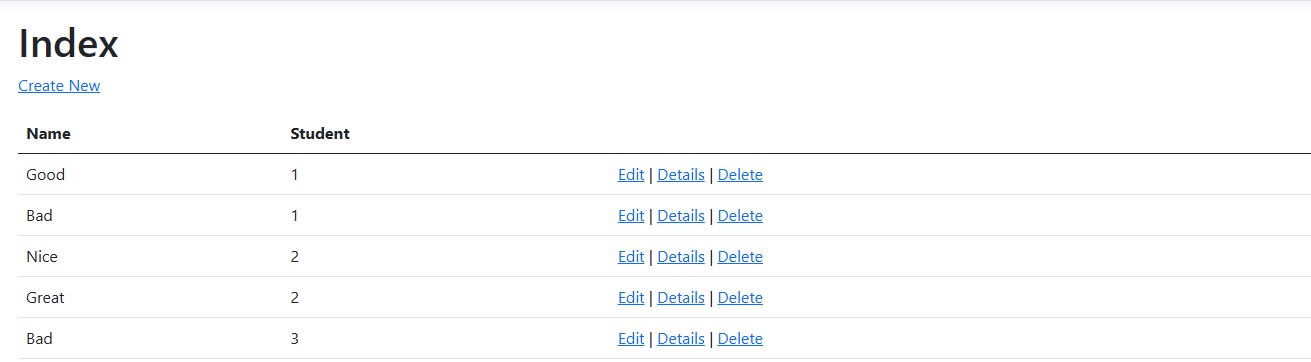 Index
Create New
Name Student
Good 1 Edit | Details | Delete
Bad 1 Edit | Details | Delete
Nice 2 Edit | Details | Delete
Great 2 Edit | Details | Delete
Bad 3 Edit | Details | Delete